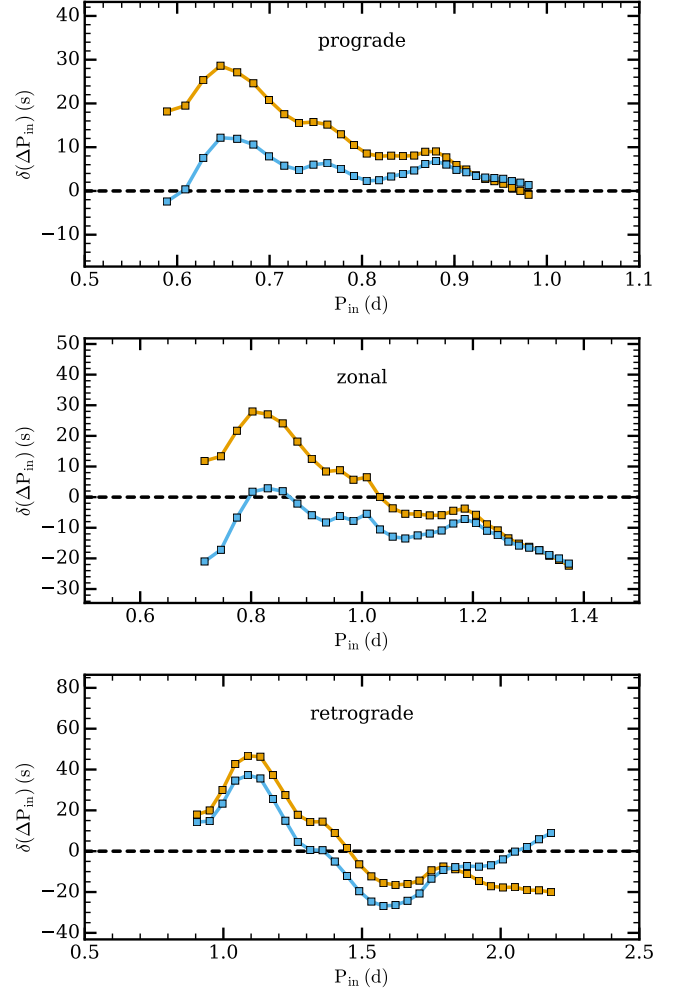 40
30
20
10
0
−10
δ(ΔP_in) (s)
prograde
0.5 0.6 0.7 0.8 0.9 1.0 1.1
P_in (d)
50
40
30
20
10
0
−10
−20
−30
δ(ΔP_in) (s)
zonal
0.6 0.8 1.0 1.2 1.4
P_in (d)
80
60
40
20
0
−20
−40
δ(ΔP_in) (s)
retrograde
0.5 1.0 1.5 2.0 2.5
P_in (d)